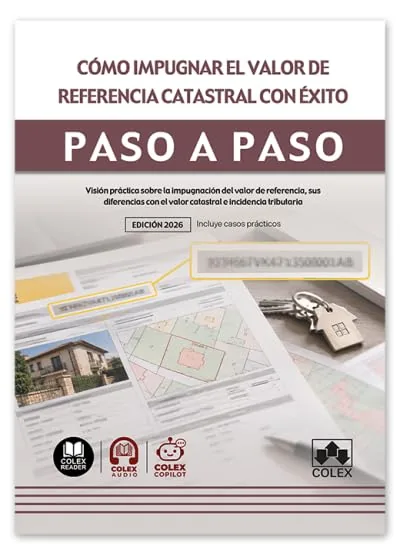 CÓMO IMPUGNAR EL VALOR DE
REFERENCIA CATASTRAL CON ÉXITO
PASO A PASO
Visión práctica sobre la impugnación del valor de referencia, sus
diferencias con el valor catastral e incidencia tributaria
EDICIÓN 2026
Incluye casos prácticos
COLEX
READER
COLEX
AUDIO
COLEX
COPILOT
COLEX